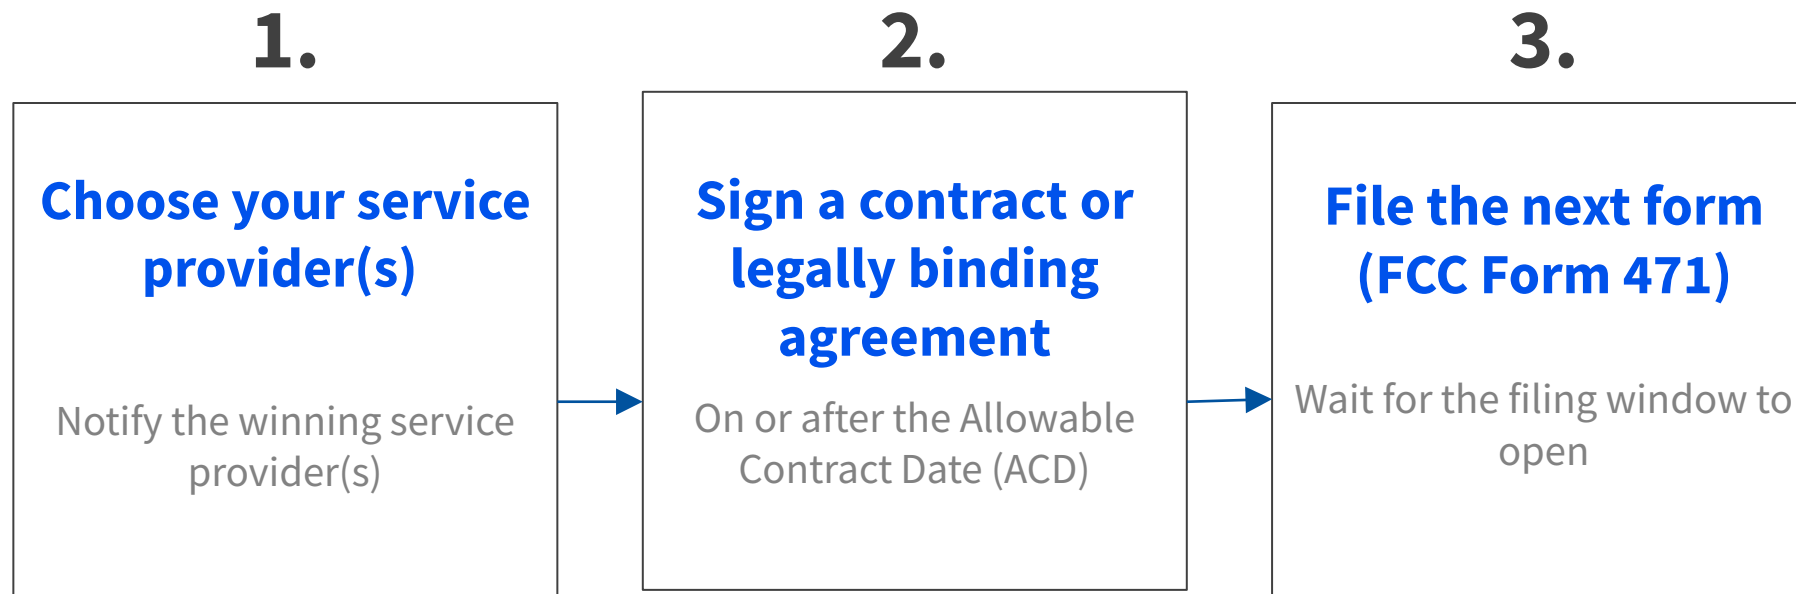 1.
Choose your service
provider(s)
Notify the winning service
provider(s)
2.
Sign a contract or
legally binding
agreement
On or after the Allowable
Contract Date (ACD)
3.
File the next form
(FCC Form 471)
Wait for the filing window to
open